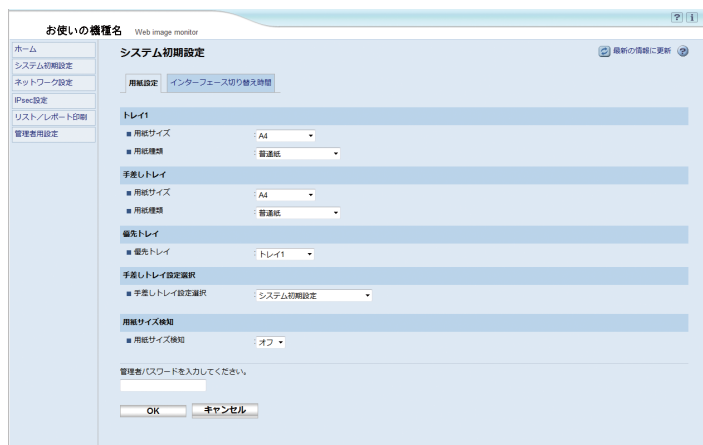 ? i
お使いの機種名 Web image monitor
ホーム
システム初期設定
ネットワーク設定
IPsec設定
リスト／レポート印刷
管理者用設定
システム初期設定
最新の情報に更新 ?
用紙設定 インターフェース切り替え時間
トレイ1
用紙サイズ : A4
用紙種類 : 普通紙
手差しトレイ
用紙サイズ : A4
用紙種類 : 普通紙
優先トレイ
優先トレイ : トレイ1
手差しトレイ設定選択
手差しトレイ設定選択 : システム初期設定
用紙サイズ検知
用紙サイズ検知 : オフ
管理者パスワードを入力してください。
OK キャンセル